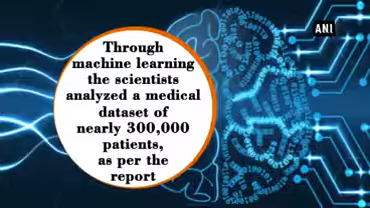 ANI
Through
machine learning
the scientists
analyzed a medical
dataset of
nearly 300,000
patients,
as per the
report